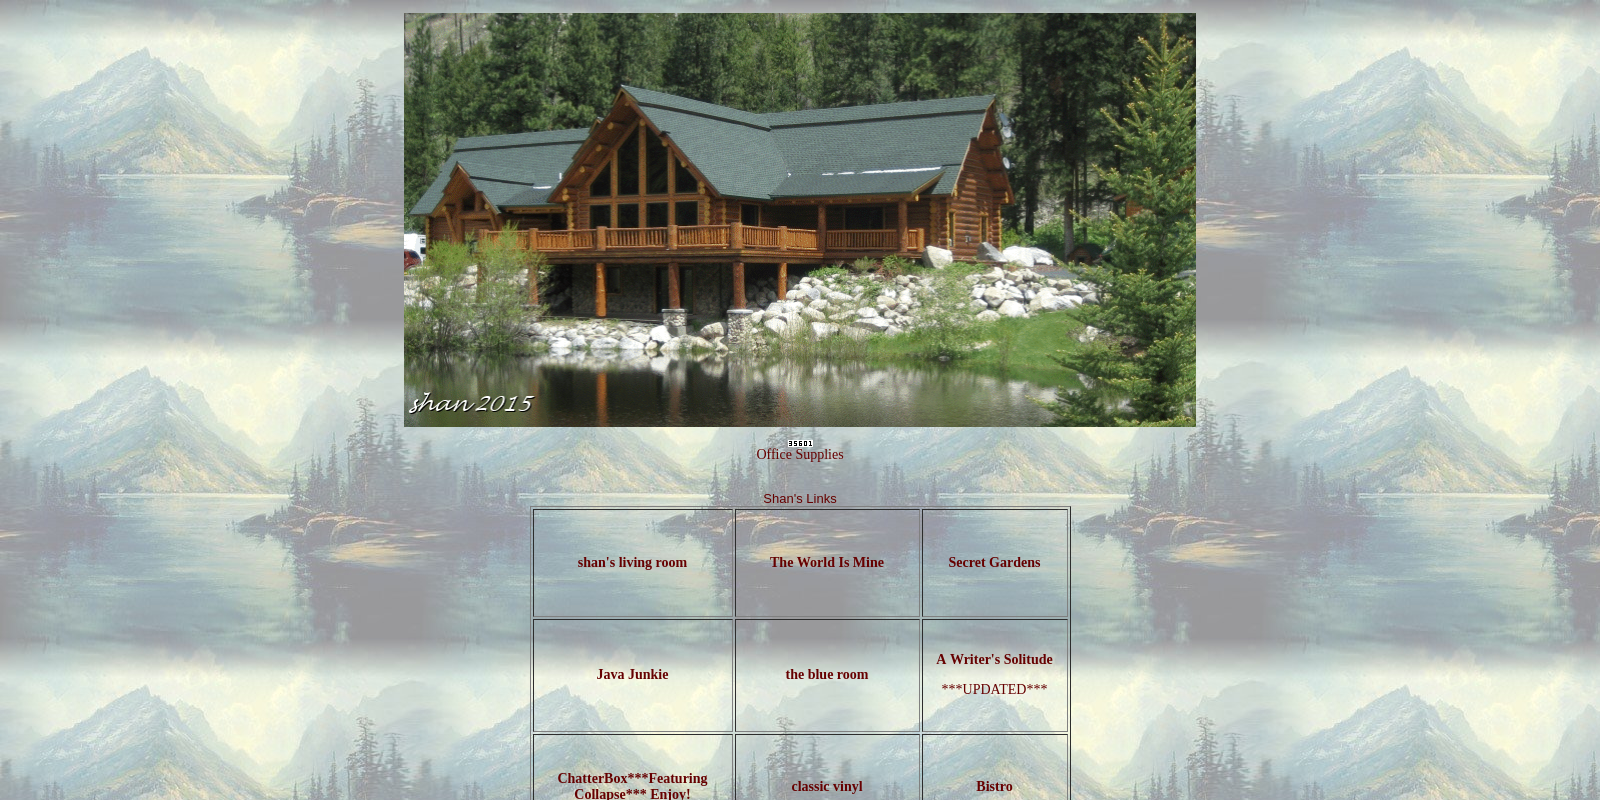 shan 2015
35601
Office Supplies
Shan's Links
shan's living room
The World Is Mine
Secret Gardens
Java Junkie
the blue room
A Writer's Solitude
***UPDATED***
ChatterBox***Featuring
Collapse*** Enjoy!
classic vinyl
Bistro